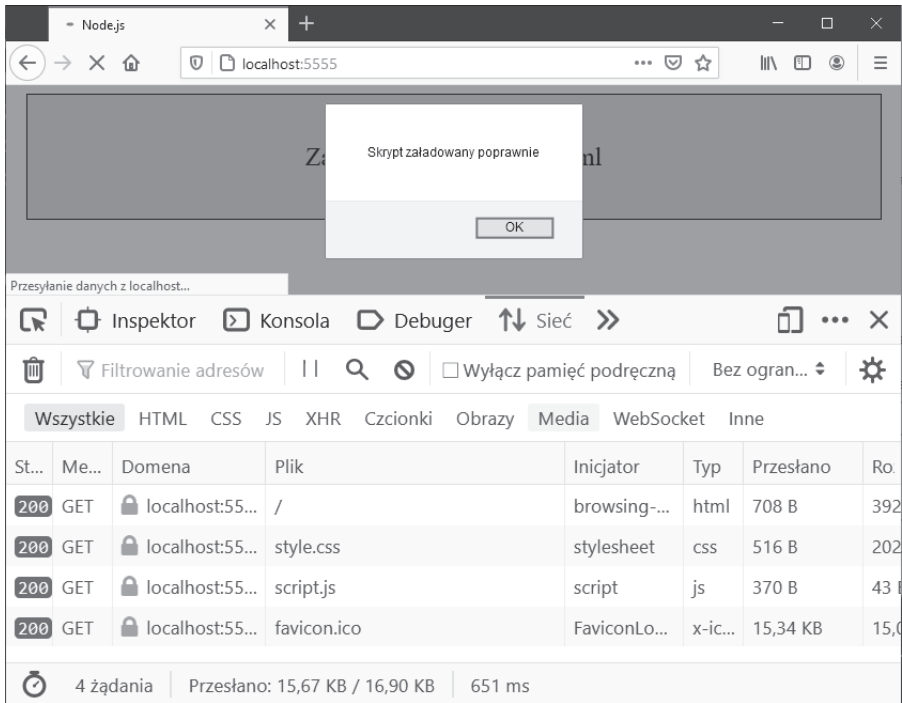 Node.js
localhost:5555
Skrypt załadowany poprawnie
OK
Przesyłanie danych z localhost...
Inspektor Konsola Debuger Sieć
Filtrowanie adresów Wyłącz pamięć podręczną Bez ogran...
Wszystkie HTML CSS JS XHR Czcionki Obrazy Media WebSocket Inne
St... Me... Domena Plik Inicjator Typ Przesłano Ro.
200 GET localhost:55... / browsing-... html 708 B 392
200 GET localhost:55... style.css stylesheet css 516 B 202
200 GET localhost:55... script.js script js 370 B 43
200 GET localhost:55... favicon.ico FaviconLo... x-ic... 15,34 KB 15,
4 żądania Przesłano: 15,67 KB / 16,90 KB 651 ms